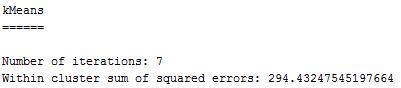 kMeans
======
Number of iterations: 7
Within cluster sum of squared errors: 294.43247545197664